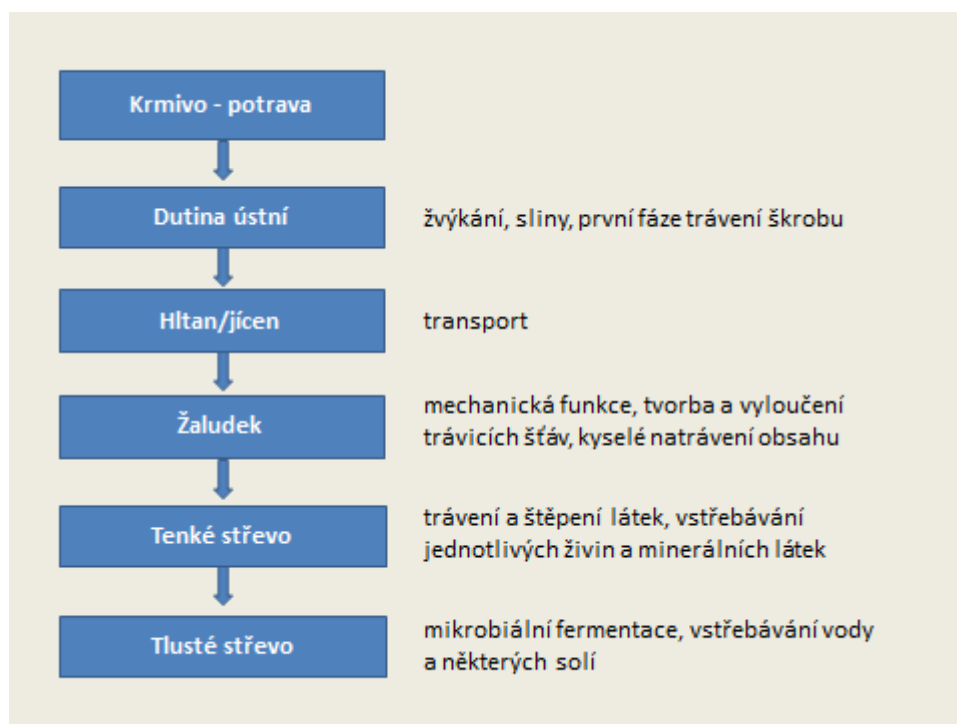 Krmivo - potrava
Dutina ústní
žvýkání, sliny, první fáze trávení škrobu
Hltan/jícen
transport
Žaludek
mechanická funkce, tvorba a vyloučení
trávicích šťáv, kyselé natrávení obsahu
Tenké střevo
trávení a štěpení látek, vstřebávání
jednotlivých živin a minerálních látek
Tlusté střevo
mikrobiální fermentace, vstřebávání vody
a některých solí